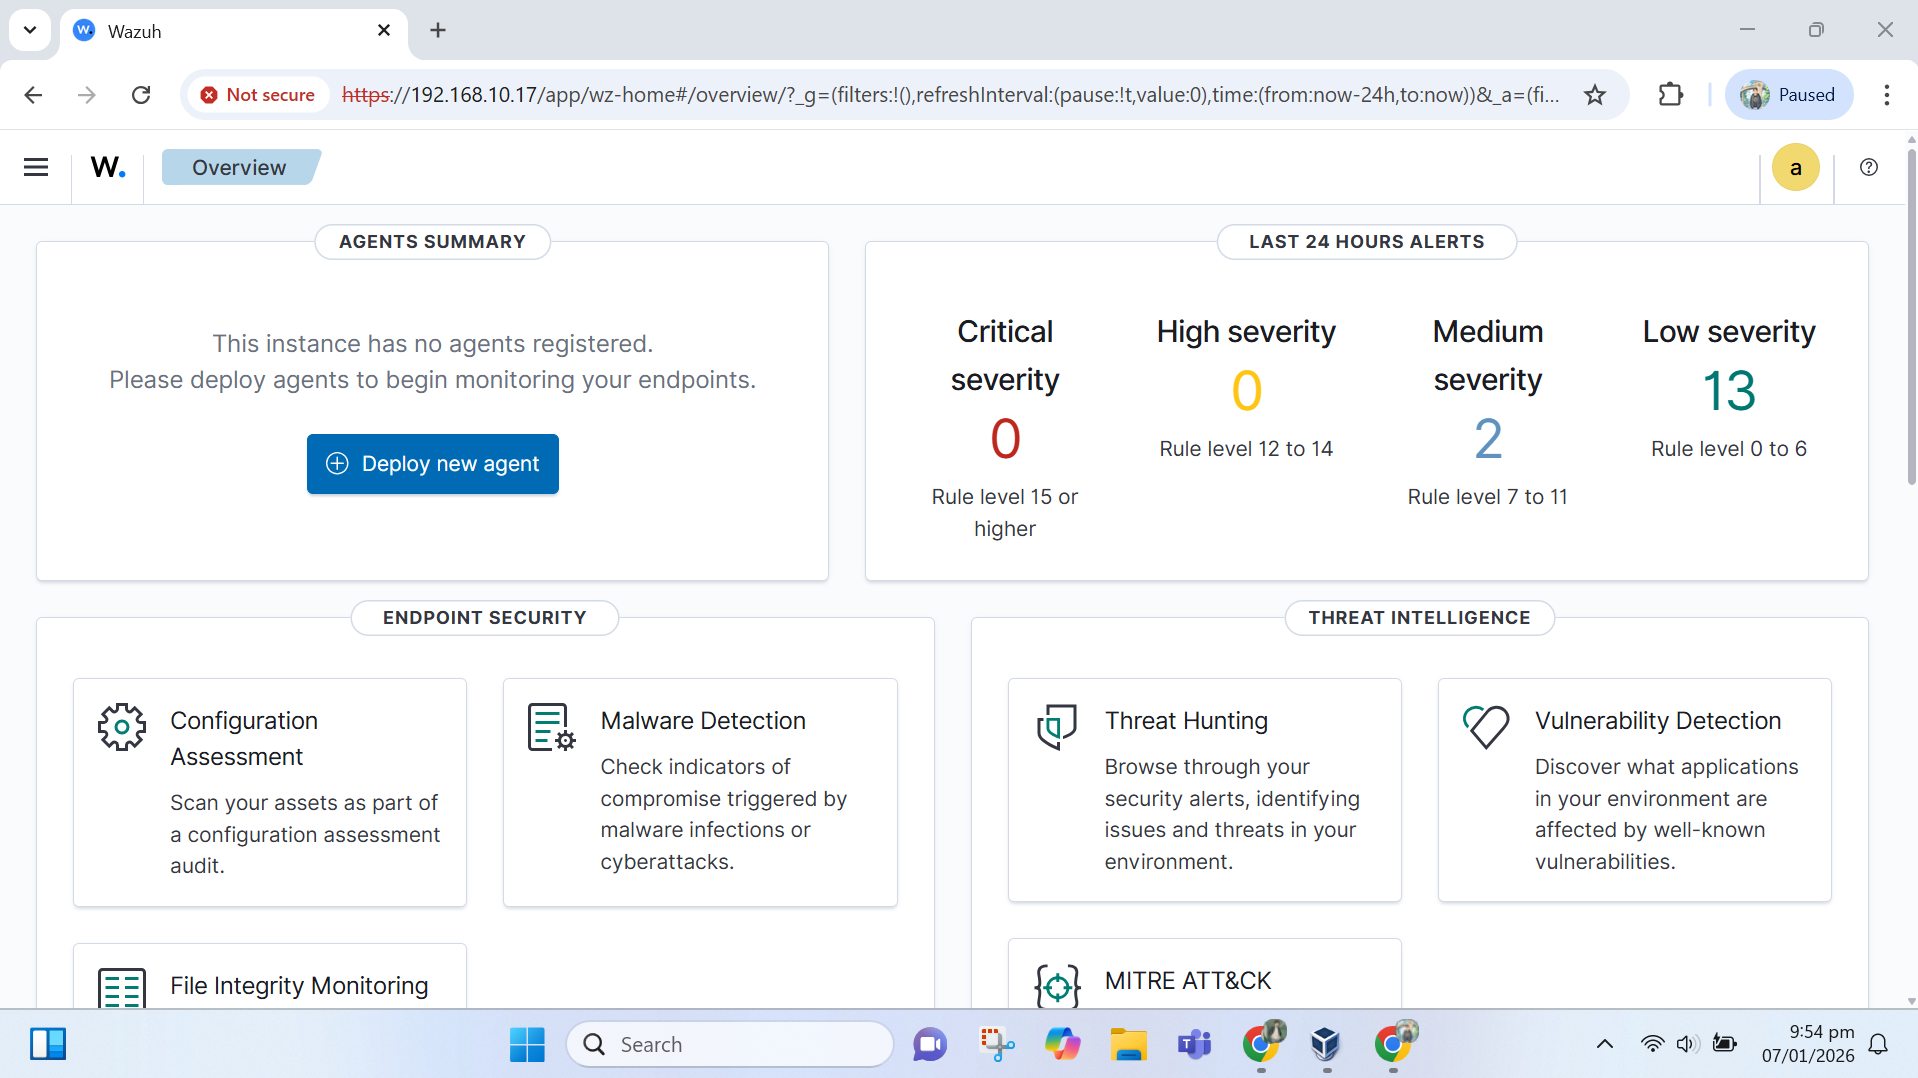 W. Wazuh
Not secure https://192.168.10.17/app/wz-home#/overview/?_g=(filters:!(),refreshInterval:(pause:!t,value:0),time:(from:now-24h,to:now))&_a=(fi...
Paused
W.
Overview
a
AGENTS SUMMARY
This instance has no agents registered.
Please deploy agents to begin monitoring your endpoints.
Deploy new agent
LAST 24 HOURS ALERTS
Critical
severity
0
Rule level 15 or
higher
High severity
0
Rule level 12 to 14
Medium
severity
2
Rule level 7 to 11
Low severity
13
Rule level 0 to 6
ENDPOINT SECURITY
Configuration
Assessment
Scan your assets as part of
a configuration assessment
audit.
Malware Detection
Check indicators of
compromise triggered by
malware infections or
cyberattacks.
File Integrity Monitoring
THREAT INTELLIGENCE
Threat Hunting
Browse through your
security alerts, identifying
issues and threats in your
environment.
Vulnerability Detection
Discover what applications
in your environment are
affected by well-known
vulnerabilities.
MITRE ATT&CK
Search
9:54 pm
07/01/2026